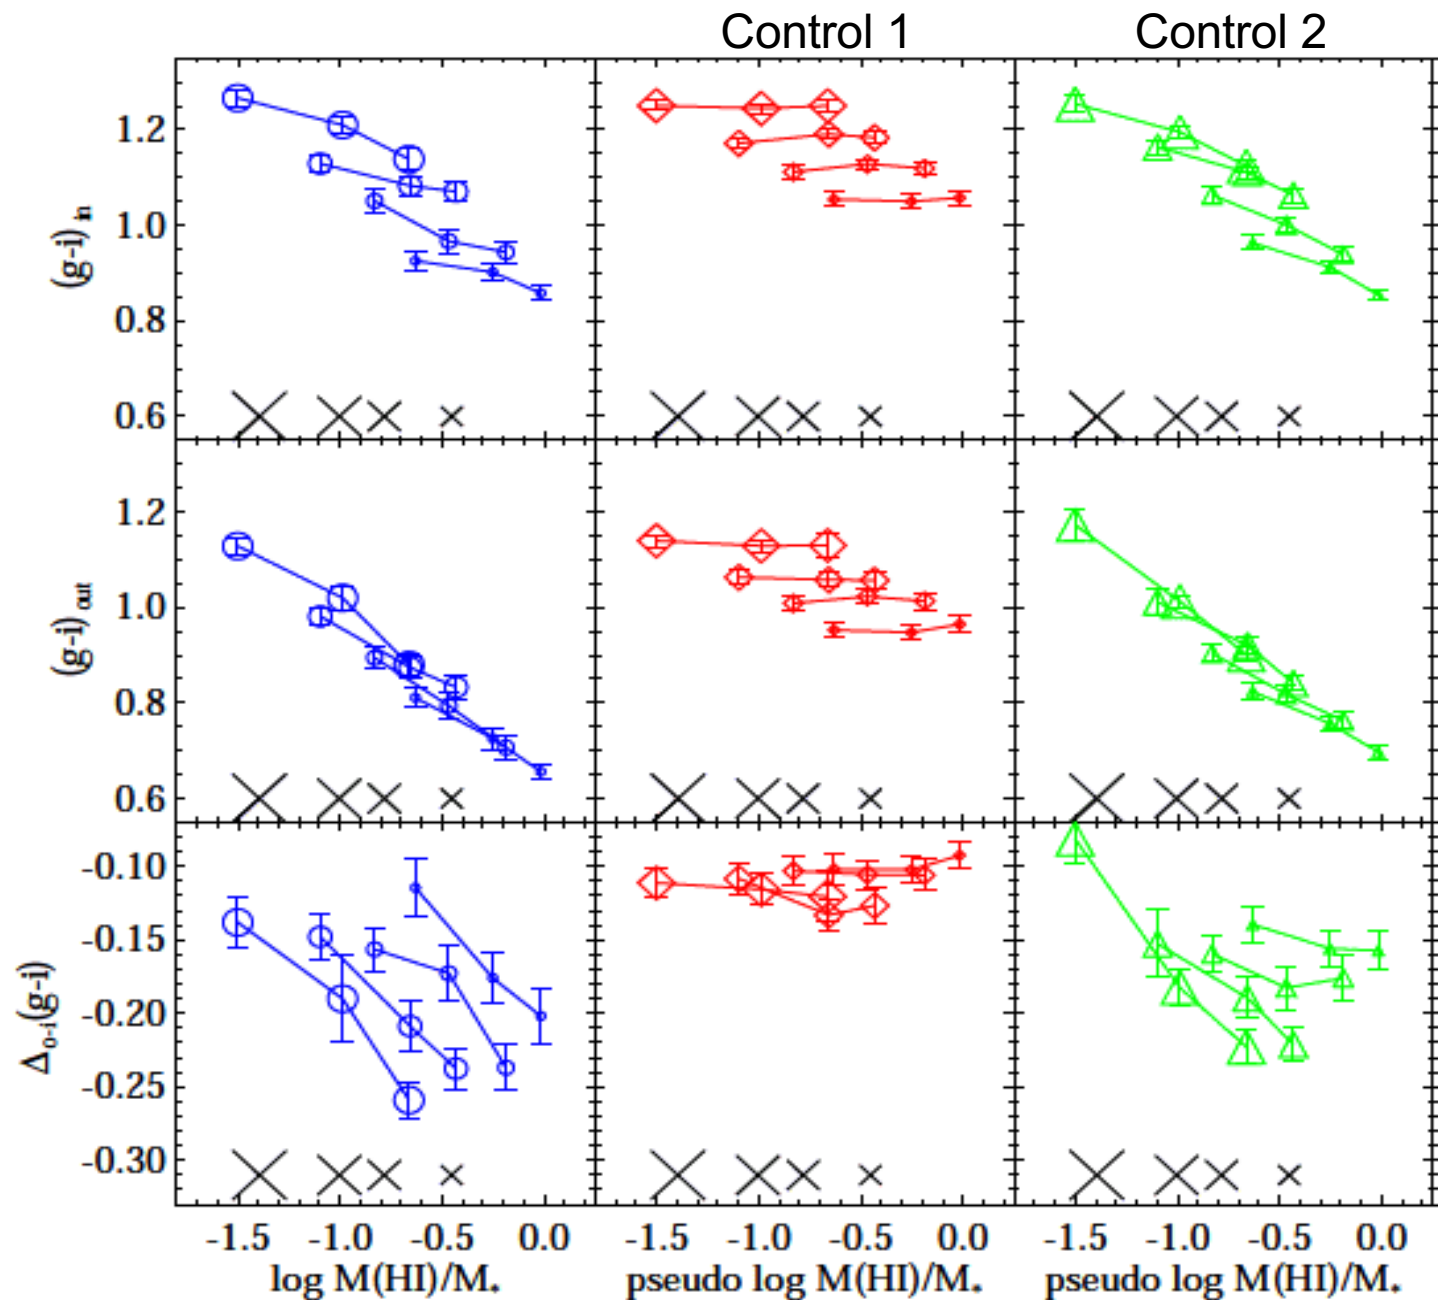 Control 1 Control 2
(g-i) in
1.2
1.0
0.8
0.6
(g-i) out
1.2
1.0
0.8
0.6
Δo-i(g-i)
-0.10
-0.15
-0.20
-0.25
-0.30
-1.5 -1.0 -0.5 0.0 -1.5 -1.0 -0.5 0.0 -1.5 -1.0 -0.5 0.0
log M(HI)/M* pseudo log M(HI)/M* pseudo log M(HI)/M*